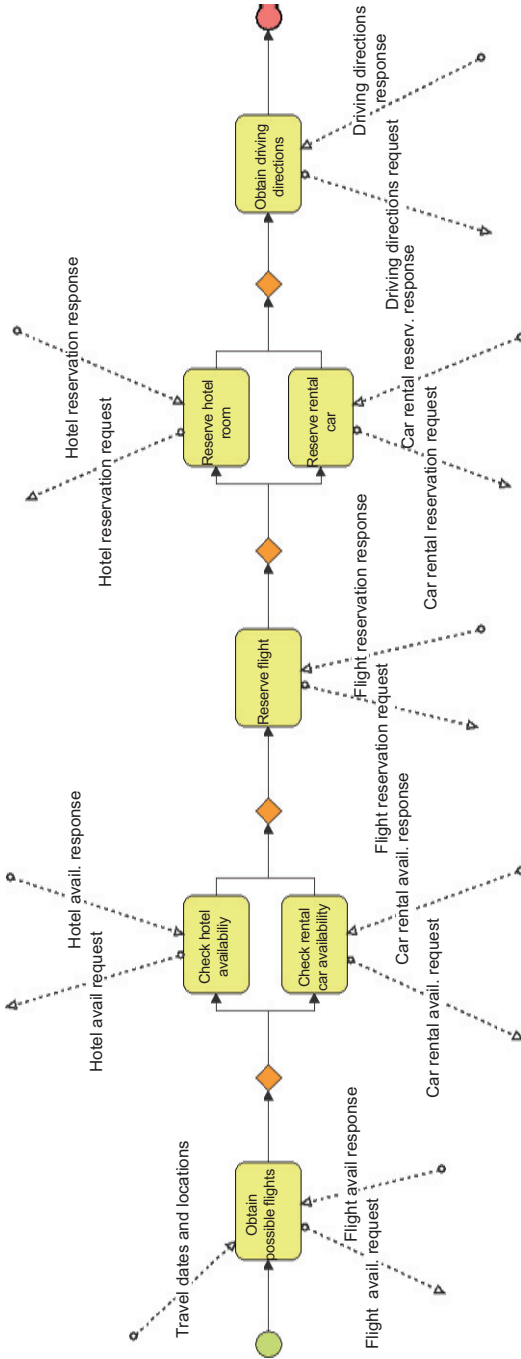 Travel dates and locations
Obtain
possible flights
Flight avail response
Flight  avail. request
Hotel avail. response
Hotel avail request
Check hotel
availabiliy
Check rental
car availability
Car rental avail. response
Car rental avail. request
Reserve flight
Flight reservation response
Flight reservation request
Hotel reservation response
Hotel reservation request
Reserve hotel
room
Reserve rental
car
Car rental reserv. response
Car rental reservation request
Obtain driving
directions
Driving directions
response
Driving directions request